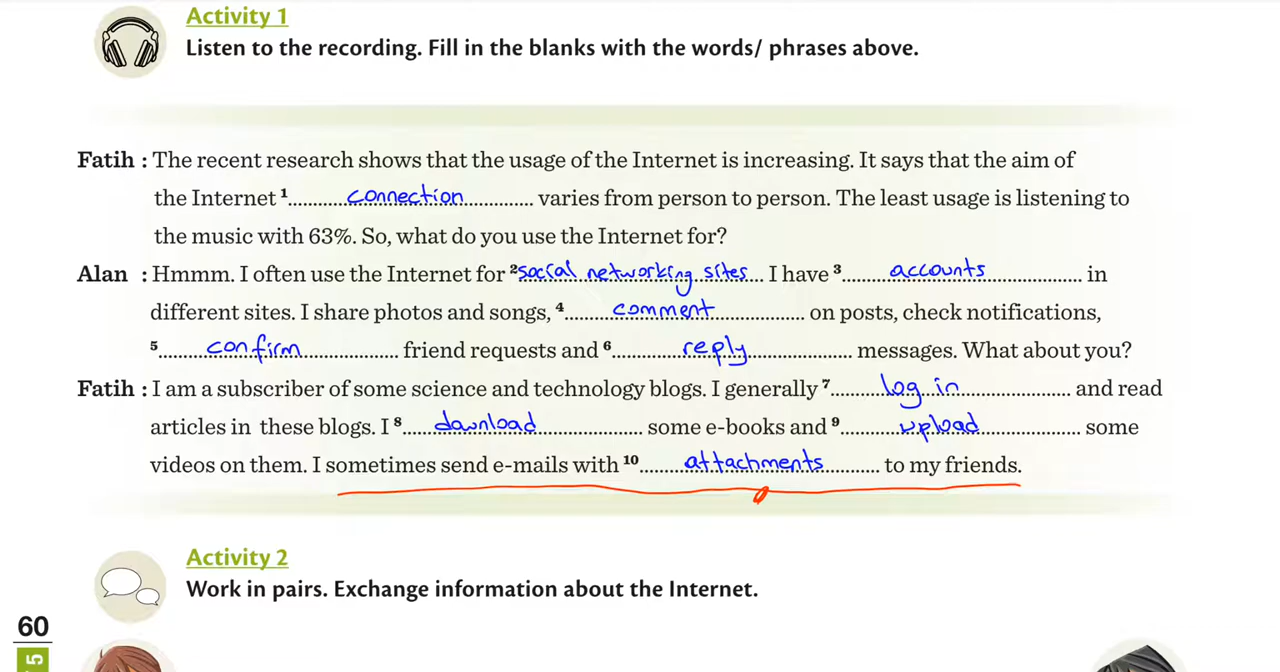 Activity 1
Listen to the recording. Fill in the blanks with the words/ phrases above.
Fatih : The recent research shows that the usage of the Internet is increasing. It says that the aim of
the Internet 1..........connection............. varies from person to person. The least usage is listening to
the music with 63%. So, what do you use the Internet for?
Alan : Hmmm. I often use the Internet for 2social networking sites... I have 3.........accounts................. in
different sites. I share photos and songs, 4.........comment................. on posts, check notifications,
5.........confirm................. friend requests and 6.............reply................... messages. What about you?
Fatih : I am a subscriber of some science and technology blogs. I generally 7.........log in................... and read
articles in these blogs. I 8......download.................. some e-books and 9...........upload.................. some
videos on them. I sometimes send e-mails with 10.........attachments.......... to my friends.
Activity 2
Work in pairs. Exchange information about the Internet.
60
5